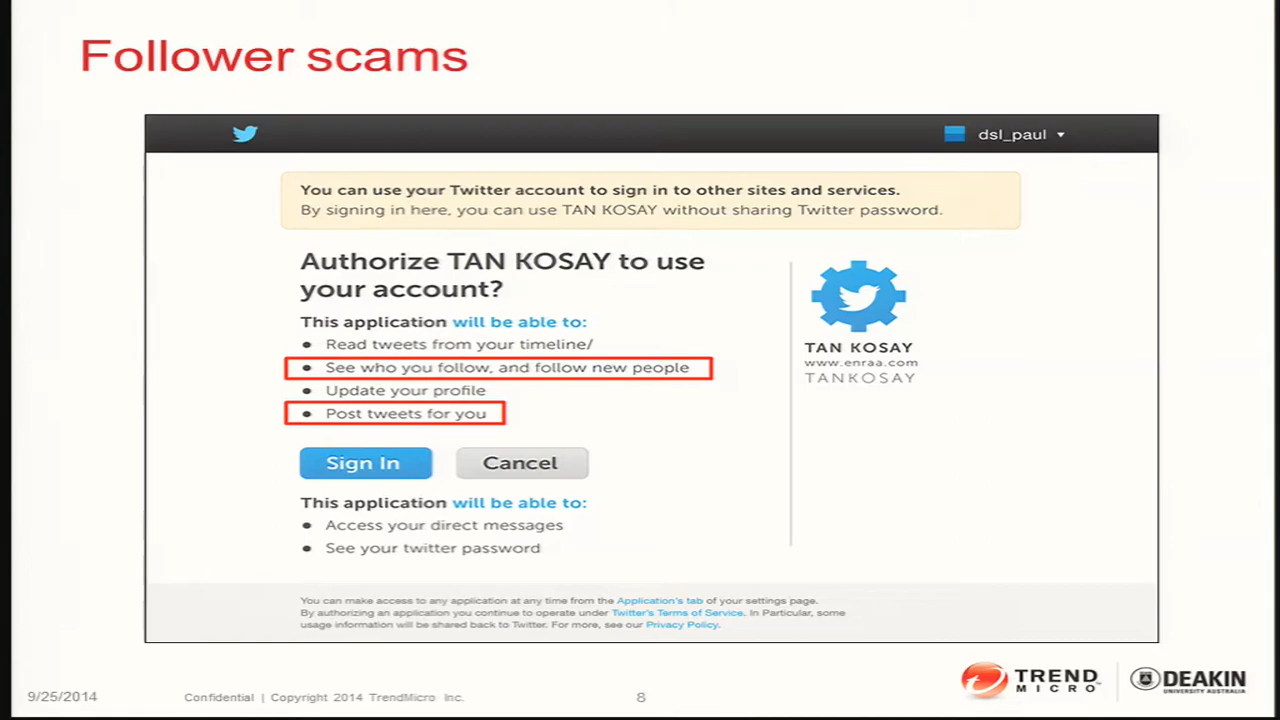 Follower scams
dsl_paul
You can use your Twitter account to sign in to other sites and services.
By signing in here, you can use TAN KOSAY without sharing Twitter password.
Authorize TAN KOSAY to use
your account?
This application will be able to:
• Read tweets from your timeline/
• See who you follow, and follow new people
• Update your profile
• Post tweets for you
Sign In
Cancel
This application will be able to:
• Access your direct messages
• See your twitter password
TAN KOSAY
www.enraa.com
TANKOSAY
You can make access to any application at any time from the Application's tab of your settings page.
By authorizing an application you continue to operate under Twitter's Terms of Service. In Particular, some
usage information will be shared back to Twitter. For more, see our Privacy Policy.
9/25/2014
Confidential | Copyright 2014 TrendMicro Inc.
8
TREND
MICRO
DEAKIN
UNIVERSITY AUSTRALIA